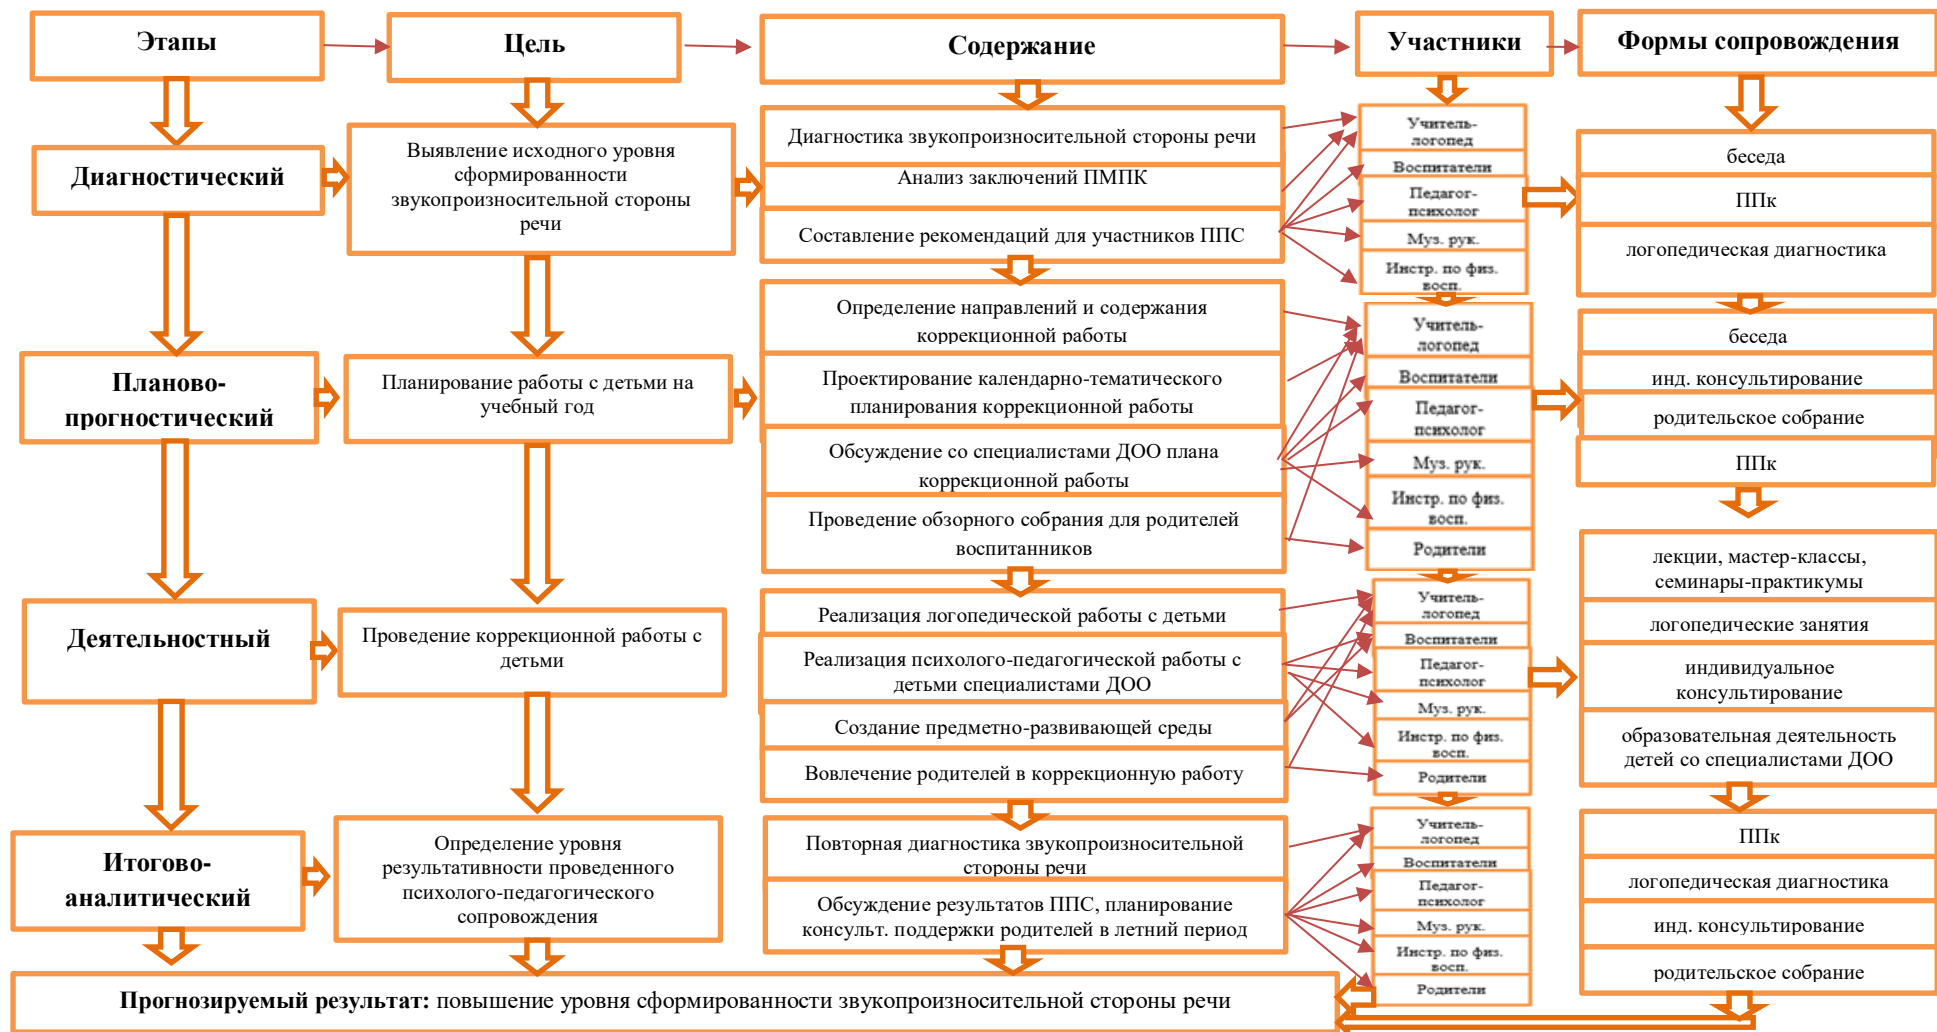 Этапы
Цель
Содержание
Участники
Формы сопровождения
Диагностический
Выявление исходного уровня
сформированности
звукопроизносительной стороны
речи
Диагностика звукопроизносительной стороны речи
Анализ заключений ПМПК
Составление рекомендаций для участников ППС
Учитель-
логопед
Воспитатели
Педагог-
психолог
Муз. рук.
Инстр. по физ.
восп.
беседа
ППк
логопедическая диагностика
Планово-
прогностический
Планирование работы с детьми на
учебный год
Определение направлений и содержания
коррекционной работы
Проектирование календарно-тематического
планирования коррекционной работы
Обсуждение со специалистами ДОО плана
коррекционной работы
Проведение обзорного собрания для родителей
воспитанников
Учитель-
логопед
Воспитатели
Педагог-
психолог
Муз. рук.
Инстр. по физ.
восп.
Родители
беседа
инд. консультирование
родительское собрание
ППк
Деятельностный
Проведение коррекционной работы с
детьми
Реализация логопедической работы с детьми
Реализация психолого-педагогической работы с
детьми специалистами ДОО
Создание предметно-развивающей среды
Вовлечение родителей в коррекционную работу
Учитель-
логопед
Воспитатели
Педагог-
психолог
Муз. рук.
Инстр. по физ.
восп.
Родители
лекции, мастер-классы,
семинары-практикумы
логопедические занятия
индивидуальное
консультирование
образовательная деятельность
детей со специалистами ДОО
Итогово-
аналитический
Определение уровня
результативности проведенного
психолого-педагогического
сопровождения
Повторная диагностика звукопроизносительной
стороны речи
Обсуждение результатов ППС, планирование
консульт. поддержки родителей в летний период
Учитель-
логопед
Воспитатели
Педагог-
психолог
Муз. рук.
Инстр. по физ.
восп.
Родители
ППк
логопедическая диагностика
инд. консультирование
родительское собрание
Прогнозируемый результат: повышение уровня сформированности звукопроизносительной стороны речи